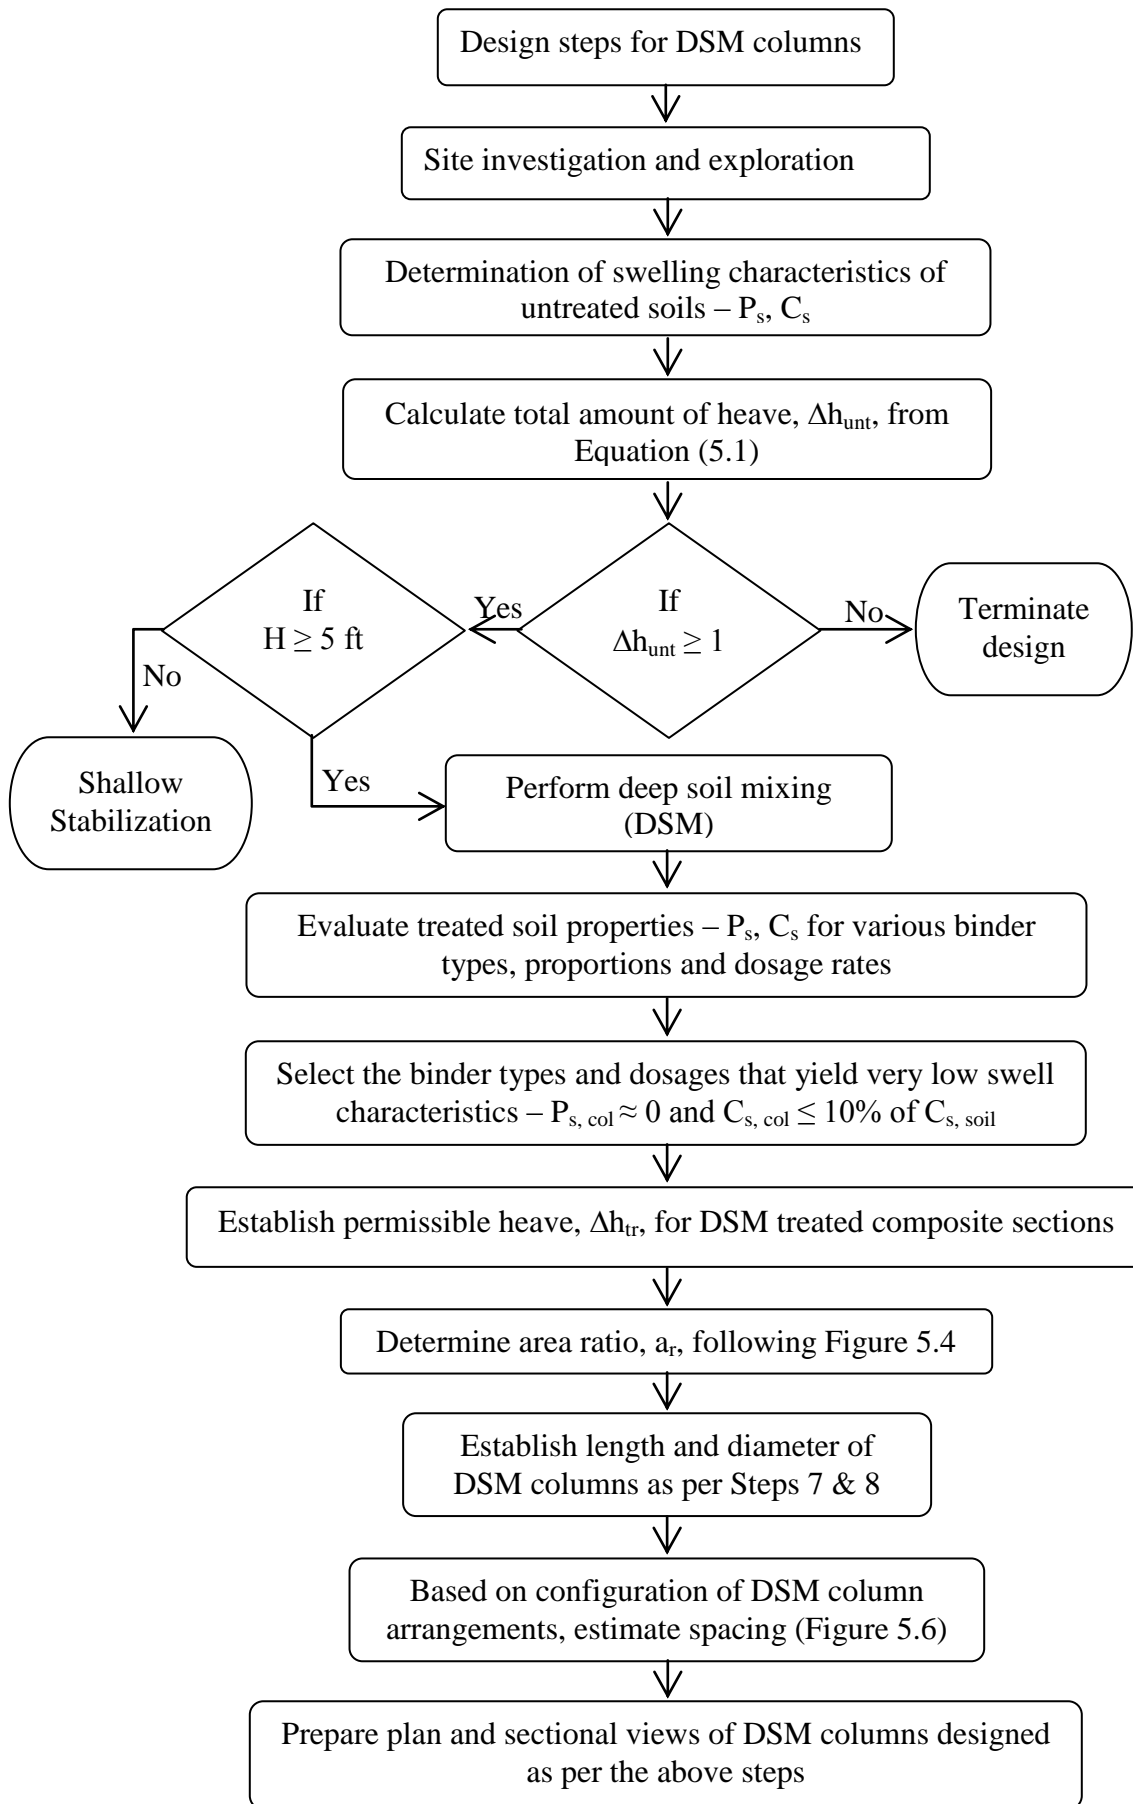 Design steps for DSM columns
Site investigation and exploration
Determination of swelling characteristics of
untreated soils – Pₛ, Cₛ
Calculate total amount of heave, Δhᵤₙₜ, from
Equation (5.1)
If
H ≥ 5 ft
Yes
If
Δhᵤₙₜ ≥ 1
No
Terminate
design
No
Shallow
Stabilization
Yes
Perform deep soil mixing
(DSM)
Evaluate treated soil properties – Pₛ, Cₛ for various binder
types, proportions and dosage rates
Select the binder types and dosages that yield very low swell
characteristics – Pₛ, col ≈ 0 and Cₛ, col ≤ 10% of Cₛ, soil
Establish permissible heave, Δhₜᵣ, for DSM treated composite sections
Determine area ratio, aᵣ, following Figure 5.4
Establish length and diameter of
DSM columns as per Steps 7 & 8
Based on configuration of DSM column
arrangements, estimate spacing (Figure 5.6)
Prepare plan and sectional views of DSM columns designed
as per the above steps